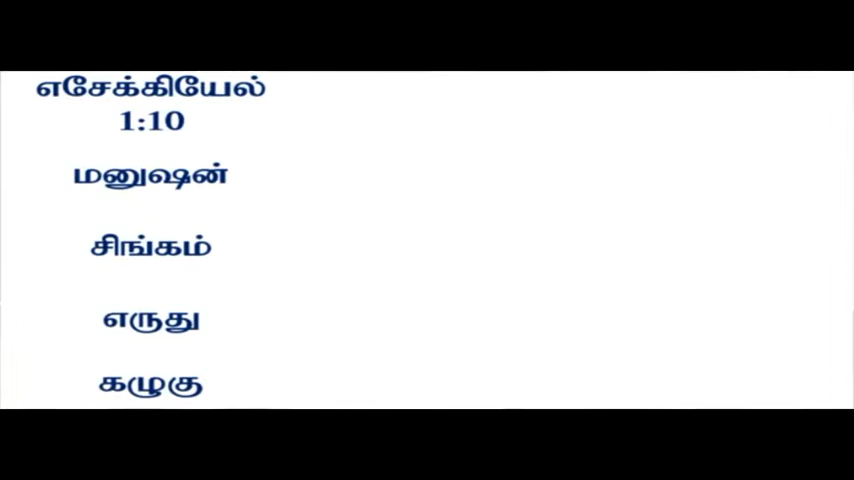 எசேக்கியேல்
1:10
மனுஷன்
சிங்கம்
எருது
கழுகு